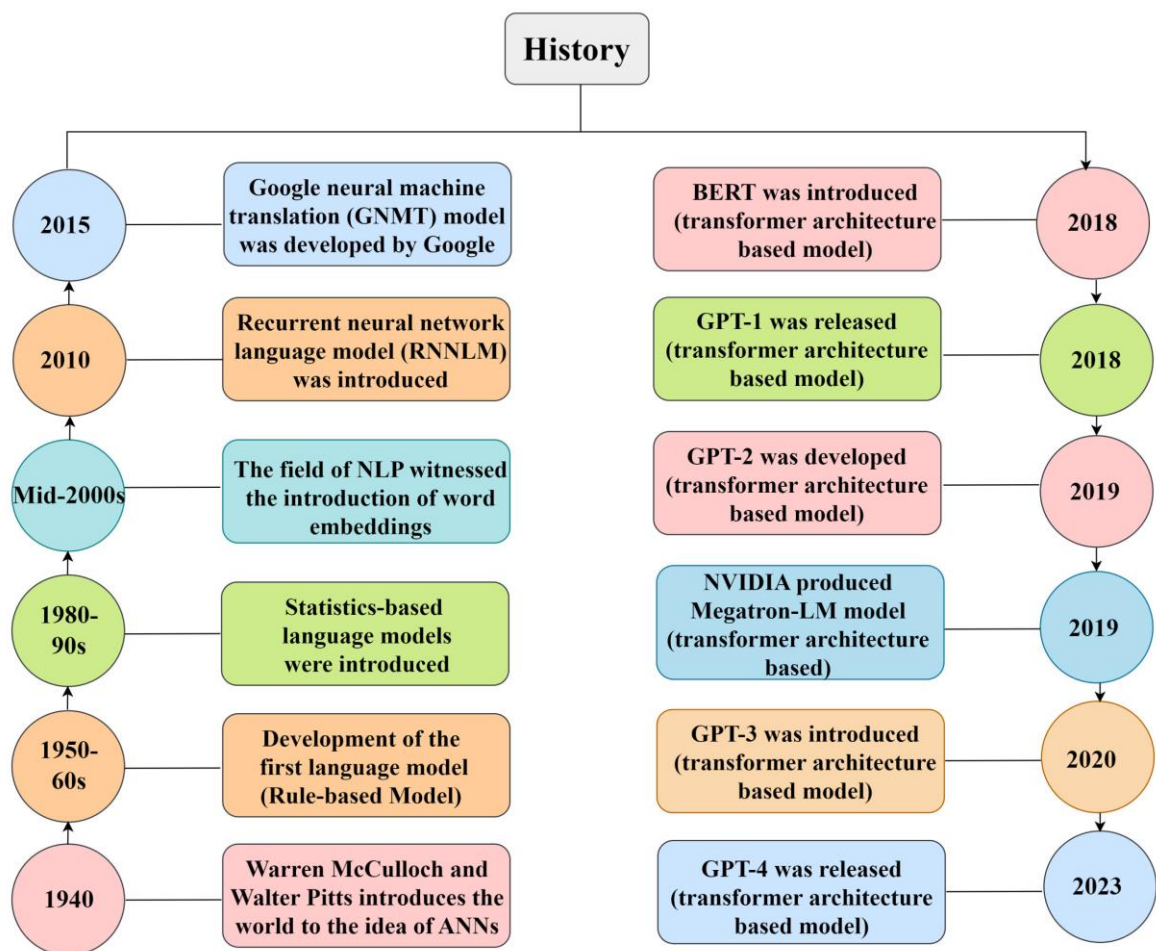 History
2015
Google neural machine
translation (GNMT) model
was developed by Google
2010
Recurrent neural network
language model (RNNLM)
was introduced
Mid-2000s
The field of NLP witnessed
the introduction of word
embeddings
1980-
90s
Statistics-based
language models
were introduced
1950-
60s
Development of the
first language model
(Rule-based Model)
1940
Warren McCulloch and
Walter Pitts introduces the
world to the idea of ANNs
BERT was introduced
(transformer architecture
based model)
2018
GPT-1 was released
(transformer architecture
based model)
2018
GPT-2 was developed
(transformer architecture
based model)
2019
NVIDIA produced
Megatron-LM model
(transformer architecture
based)
2019
GPT-3 was introduced
(transformer architecture
based model)
2020
GPT-4 was released
(transformer architecture
based model)
2023